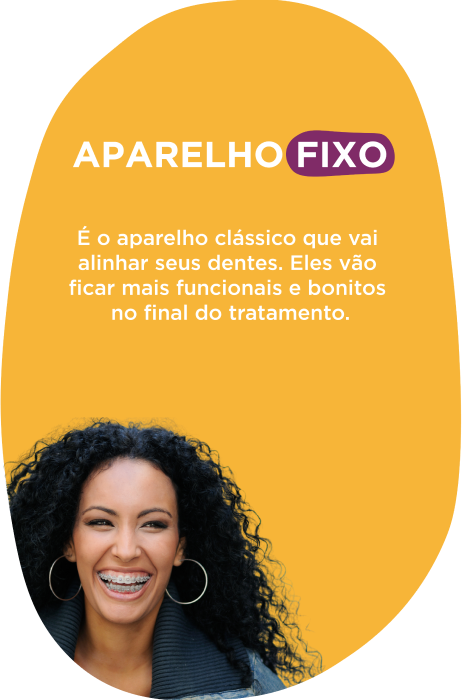 APARELHO FIXO
É o aparelho clássico que vai
alinhar seus dentes. Eles vão
ficar mais funcionais e bonitos
no final do tratamento.